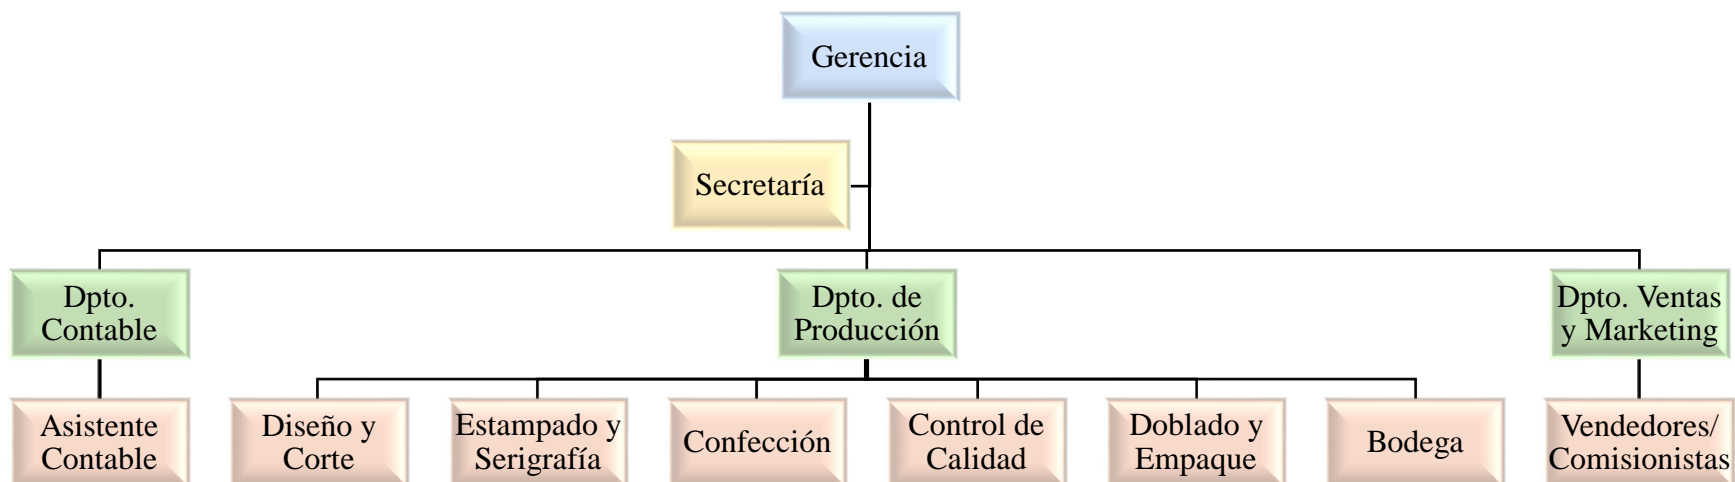 Gerencia
Secretaría
Dpto.
Contable
Dpto. de
Producción
Dpto. Ventas
y Marketing
Asistente
Contable
Diseño y
Corte
Estampado y
Serigrafía
Confección
Control de
Calidad
Doblado y
Empaque
Bodega
Vendedores/
Comisionistas